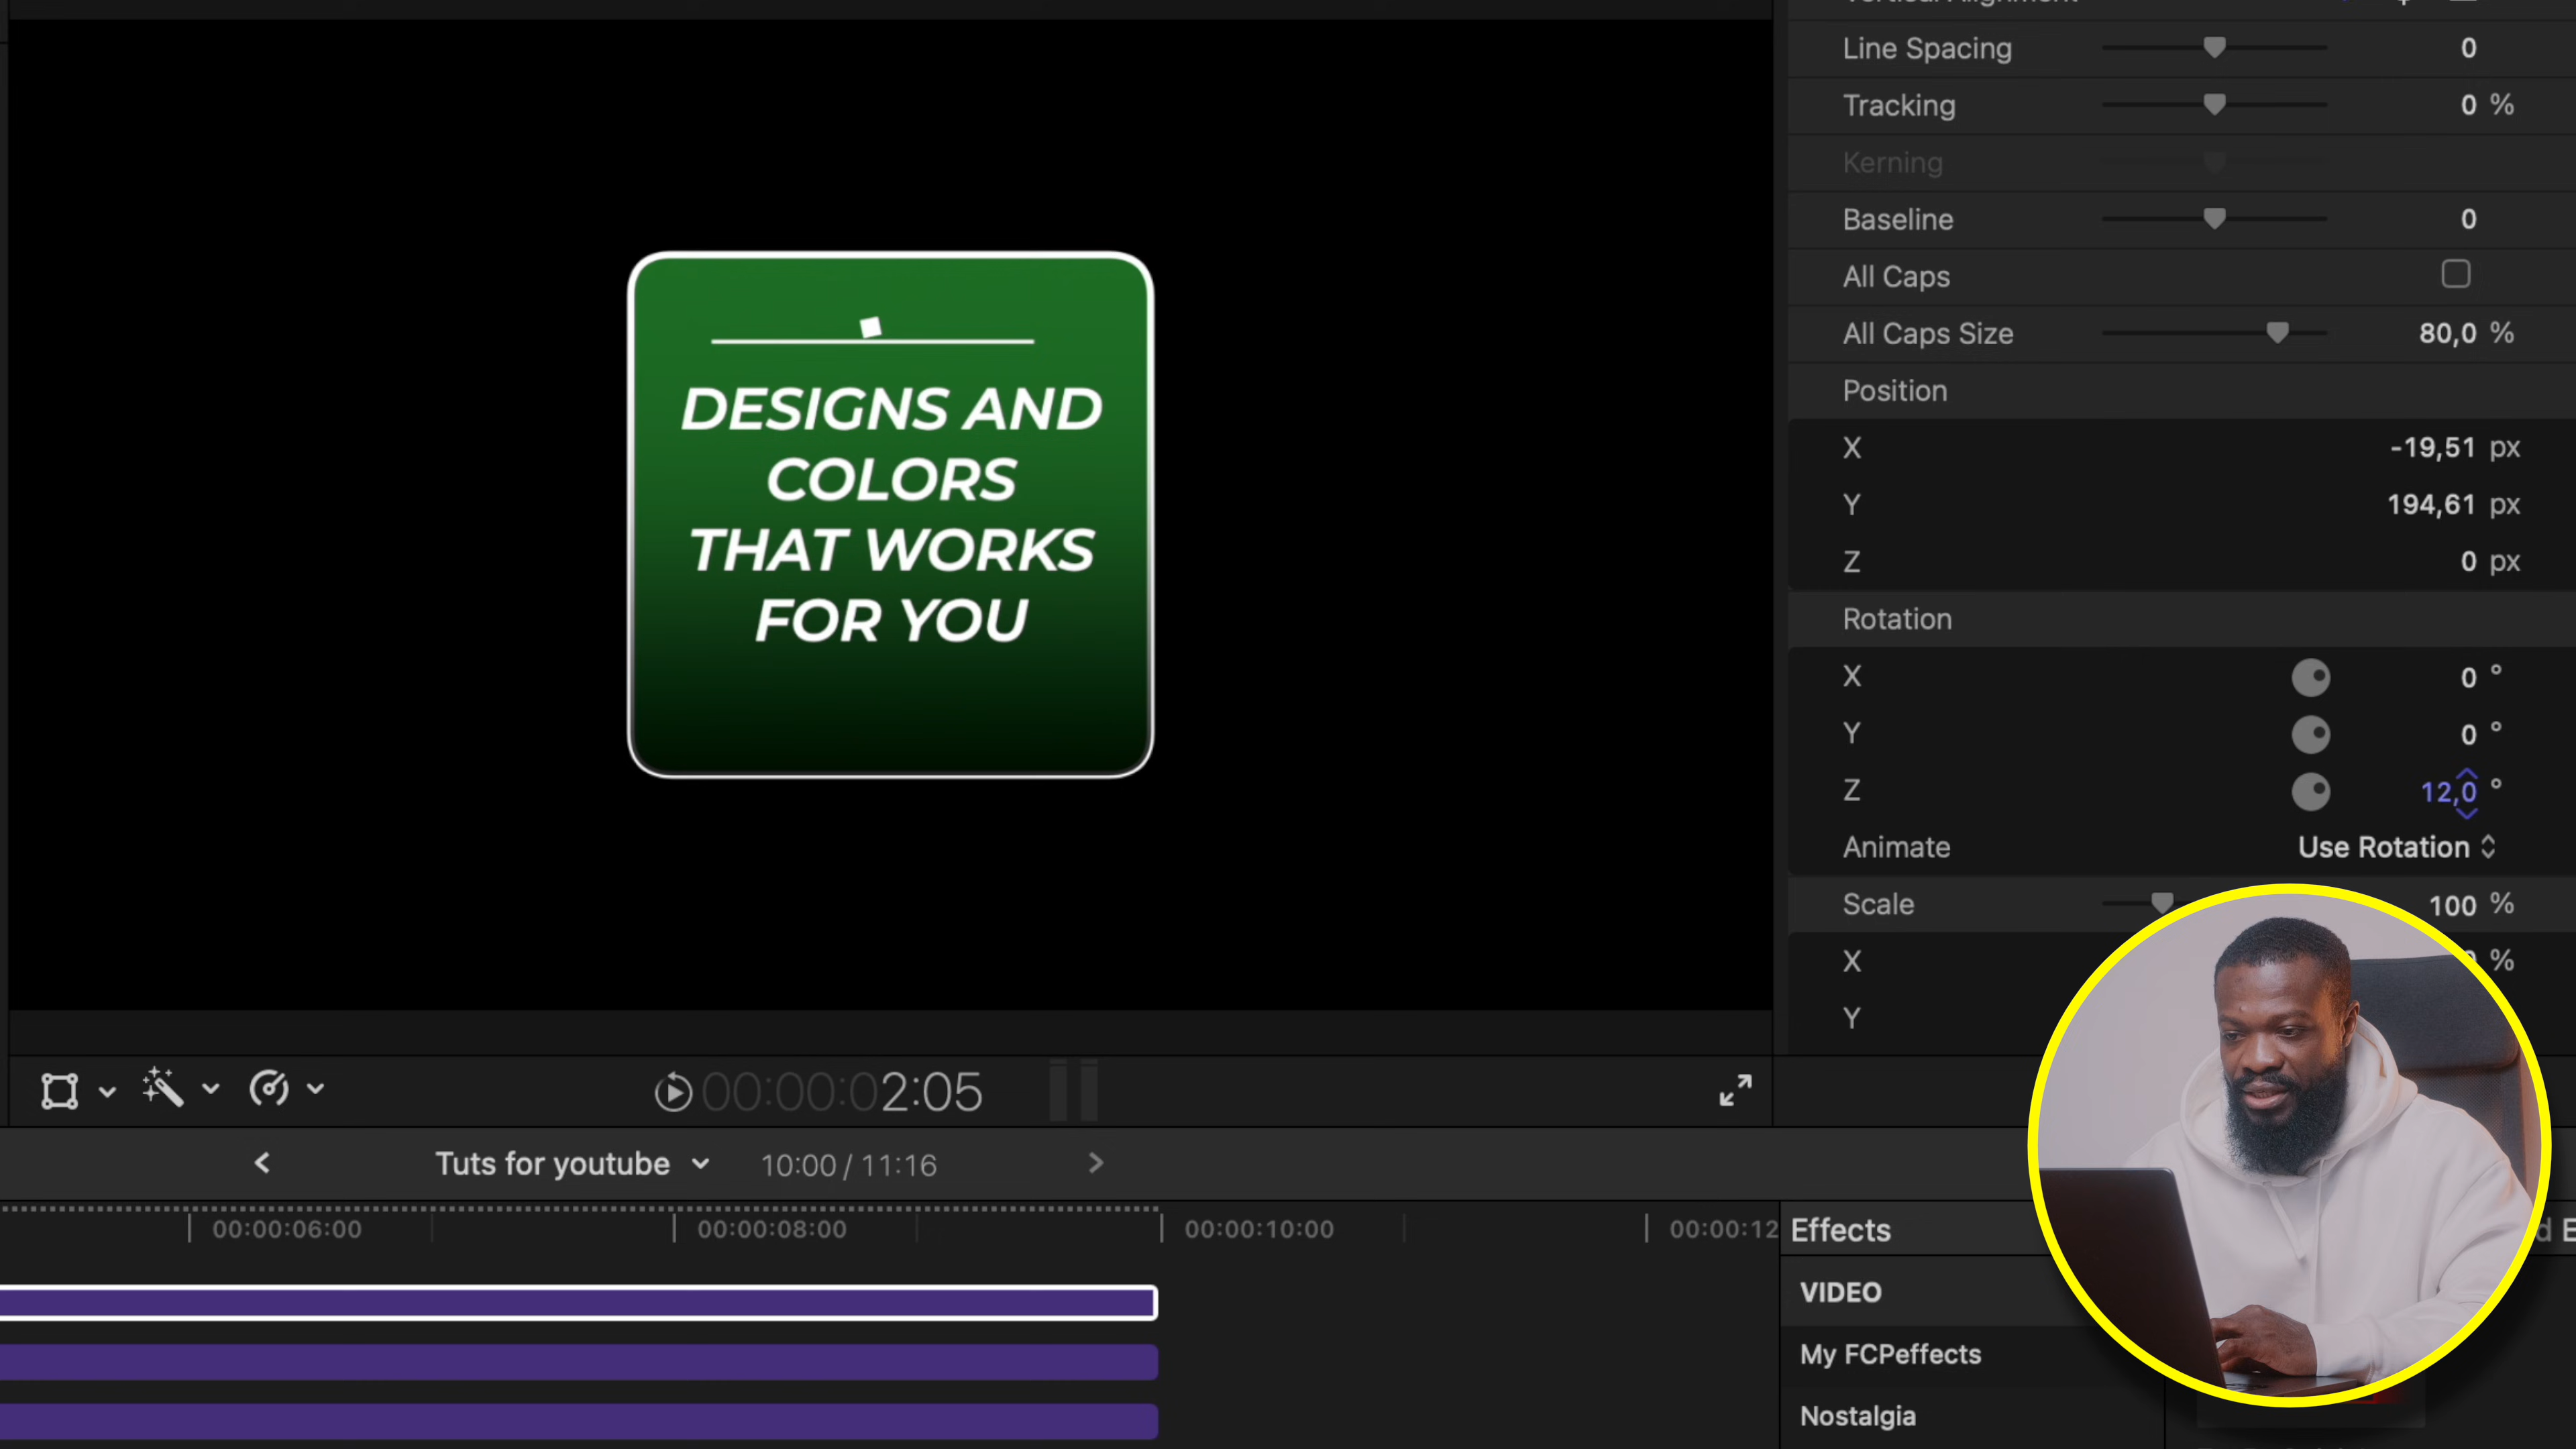 Line Spacing 0
Tracking 0 %
Kerning
Baseline 0
All Caps
All Caps Size 80,0 %
Position
X -19,51 px
Y 194,61 px
Z 0 px
Rotation
X 0 °
Y 0 °
Z 12,0 °
Animate Use Rotation
Scale 100 %
X %
Y
DESIGNS AND
COLORS
THAT WORKS
FOR YOU
00:00:02:05
Tuts for youtube 10:00 / 11:16
00:00:06:00 00:00:08:00 00:00:10:00 00:00:12
Effects
VIDEO
My FCPeffects
Nostalgia